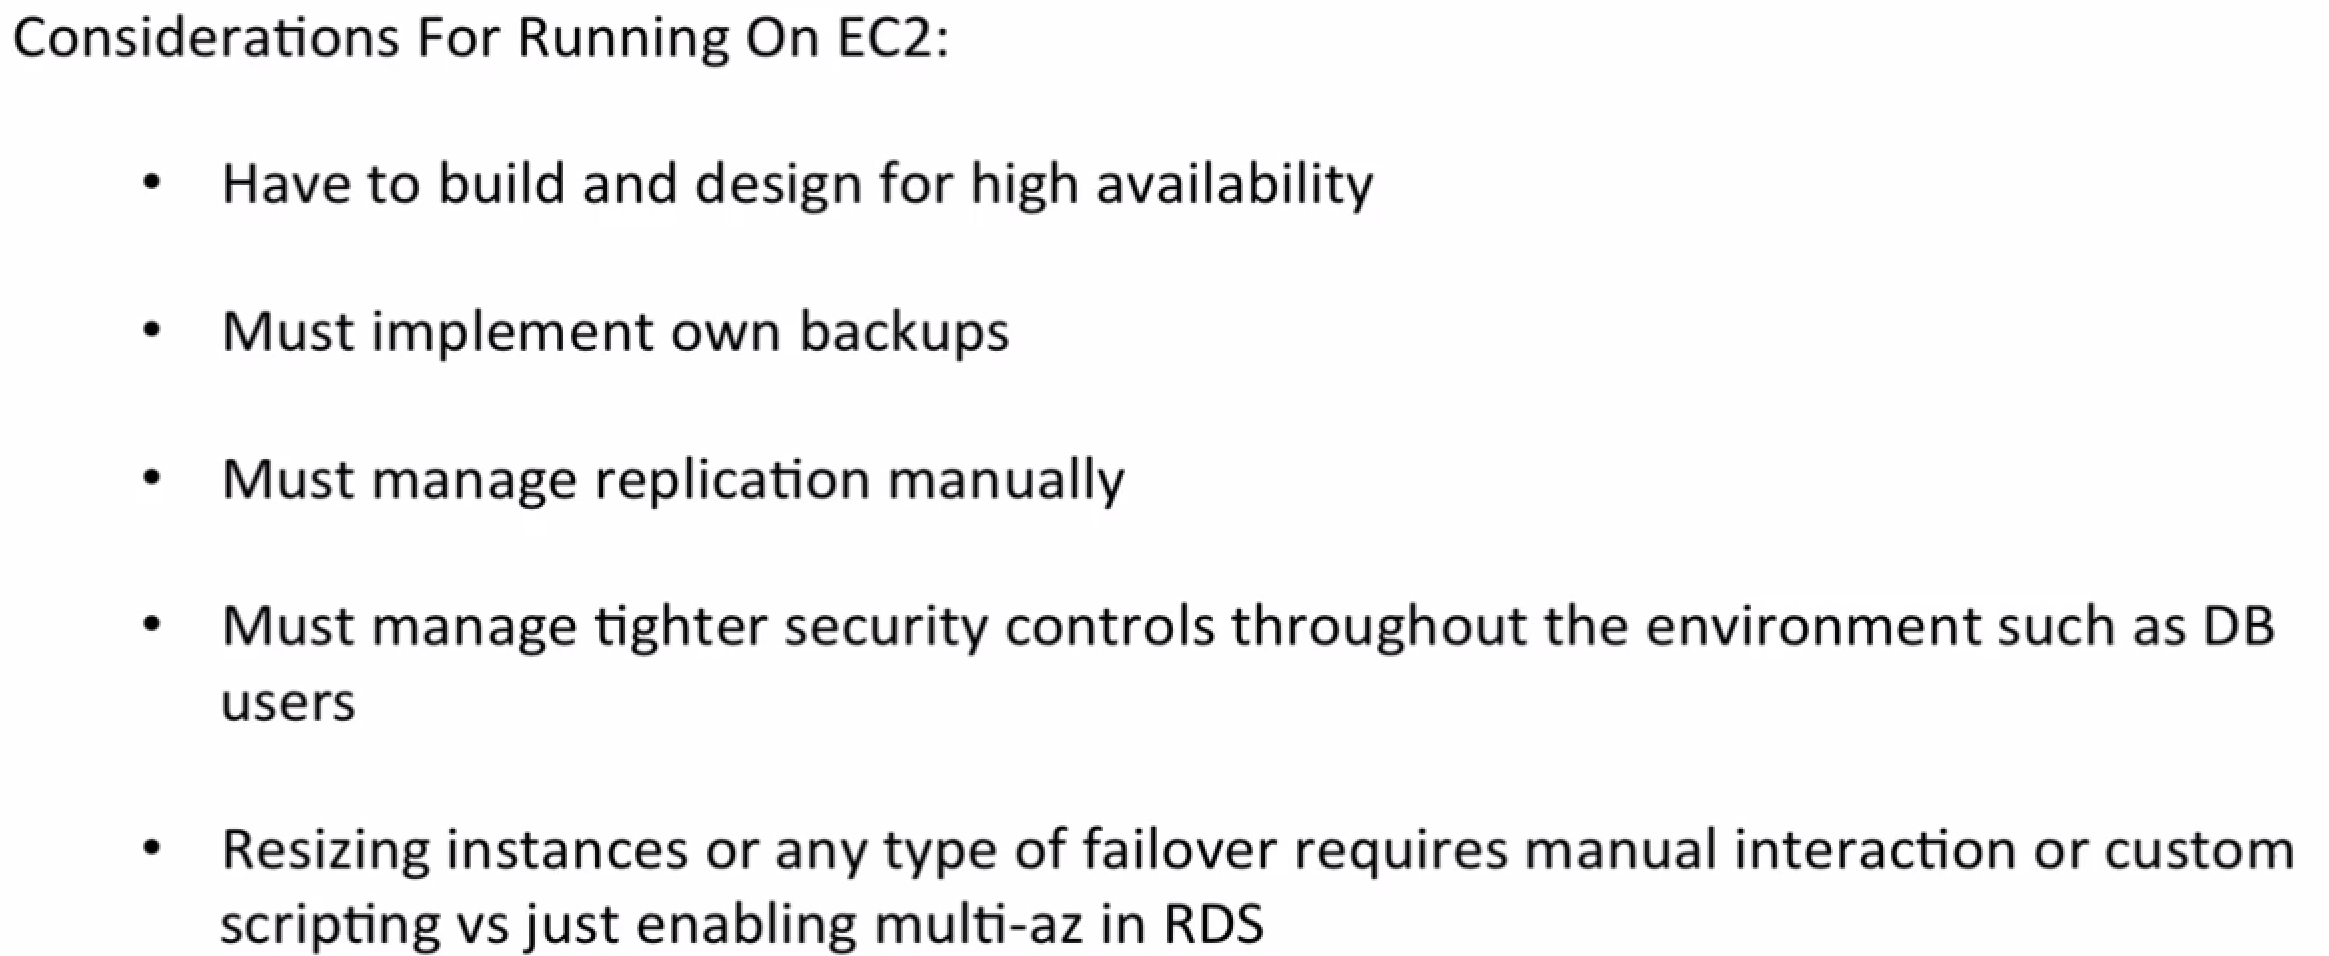 Considerations For Running On EC2:
• Have to build and design for high availability
• Must implement own backups
• Must manage replication manually
• Must manage tighter security controls throughout the environment such as DB
users
• Resizing instances or any type of failover requires manual interaction or custom
scripting vs just enabling multi-az in RDS